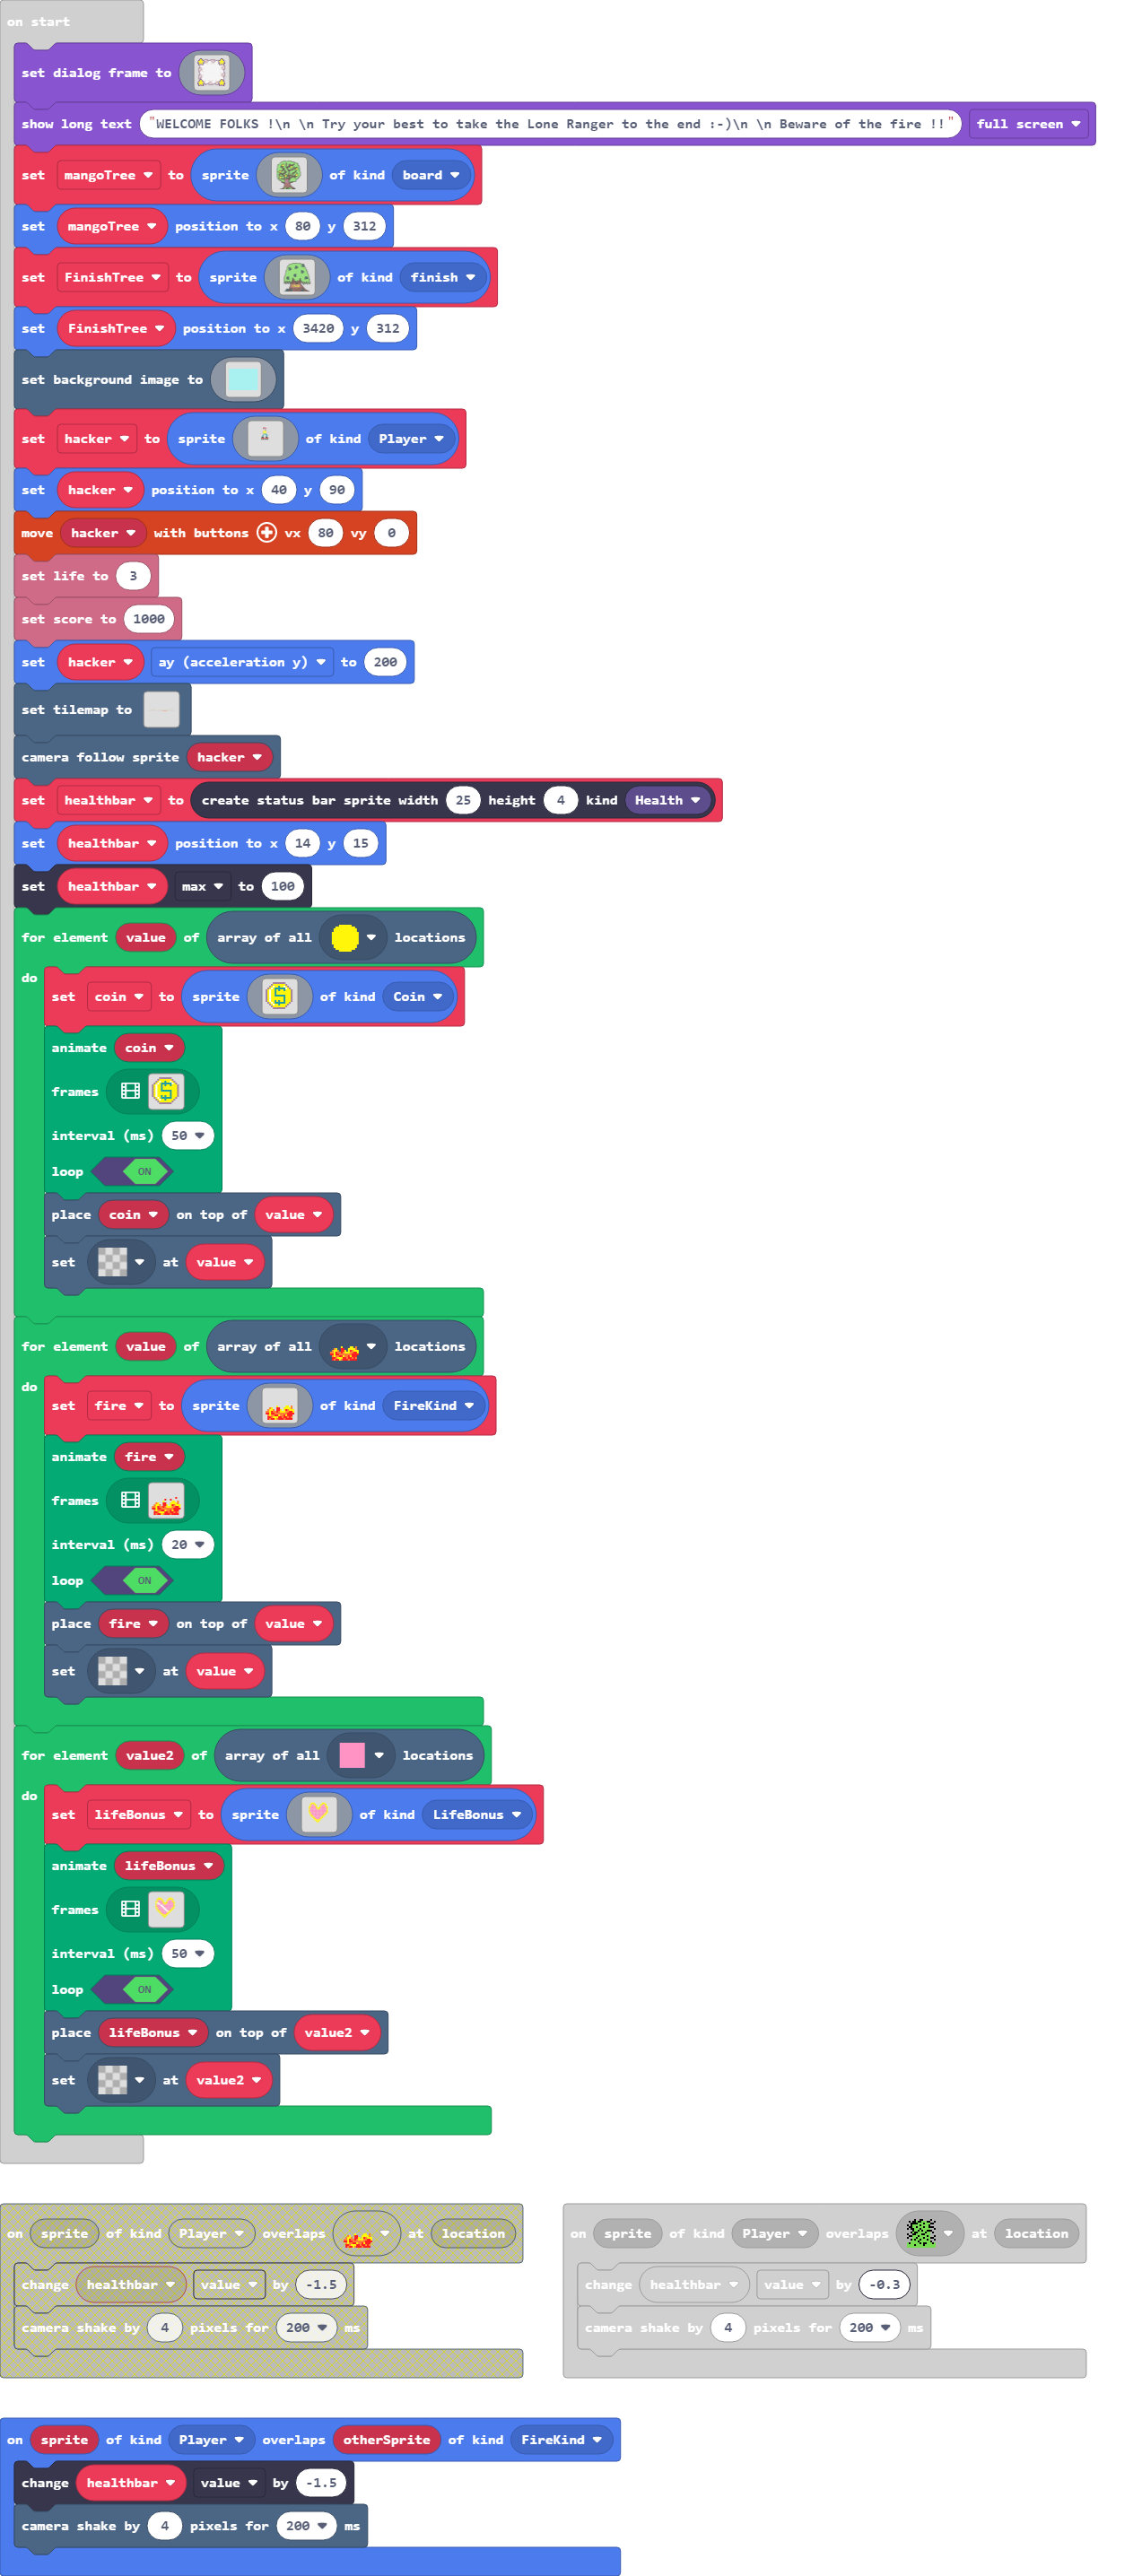 on start
set dialog frame to
show long text "WELCOME FOLKS !\n \n Try your best to take the Lone Ranger to the end :-)\n \n Beware of the fire !!" full screen
set mangoTree to sprite of kind board
set mangoTree position to x 80 y 312
set FinishTree to sprite of kind finish
set FinishTree position to x 3420 y 312
set background image to
set hacker to sprite of kind Player
set hacker position to x 40 y 90
move hacker with buttons vx 80 vy 0
set life to 3
set score to 1000
set hacker ay (acceleration y) to 200
set tilemap to
camera follow sprite hacker
set healthbar to create status bar sprite width 25 height 4 kind Health
set healthbar position to x 14 y 15
set healthbar max to 100
for element value of array of all locations
do
set coin to sprite of kind Coin
animate coin
frames
interval (ms) 50
loop ON
place coin on top of value
set at value
for element value of array of all locations
do
set fire to sprite of kind FireKind
animate fire
frames
interval (ms) 20
loop ON
place fire on top of value
set at value
for element value2 of array of all locations
do
set lifeBonus to sprite of kind LifeBonus
animate lifeBonus
frames
interval (ms) 50
loop ON
place lifeBonus on top of value2
set at value2
on sprite of kind Player overlaps at location
change healthbar value by -1.5
camera shake by 4 pixels for 200 ms
on sprite of kind Player overlaps at location
change healthbar value by -0.3
camera shake by 4 pixels for 200 ms
on sprite of kind Player overlaps otherSprite of kind FireKind
change healthbar value by -1.5
camera shake by 4 pixels for 200 ms